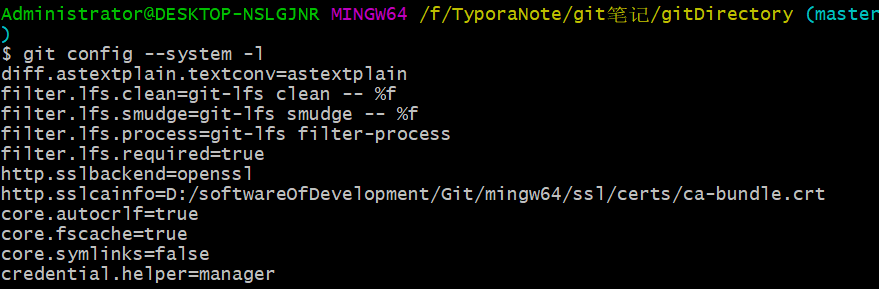 Administrator@DESKTOP-NSLGJNR MINGW64 /f/TyporaNote/git笔记/gitDirectory (master
)
$ git config --system -l
diff.astextplain.textconv=astextplain
filter.lfs.clean=git-lfs clean -- %f
filter.lfs.smudge=git-lfs smudge -- %f
filter.lfs.process=git-lfs filter-process
filter.lfs.required=true
http.sslbackend=openssl
http.sslcainfo=D:/softwareOfDevelopment/Git/mingw64/ssl/certs/ca-bundle.crt
core.autocrlf=true
core.fscache=true
core.symlinks=false
credential.helper=manager